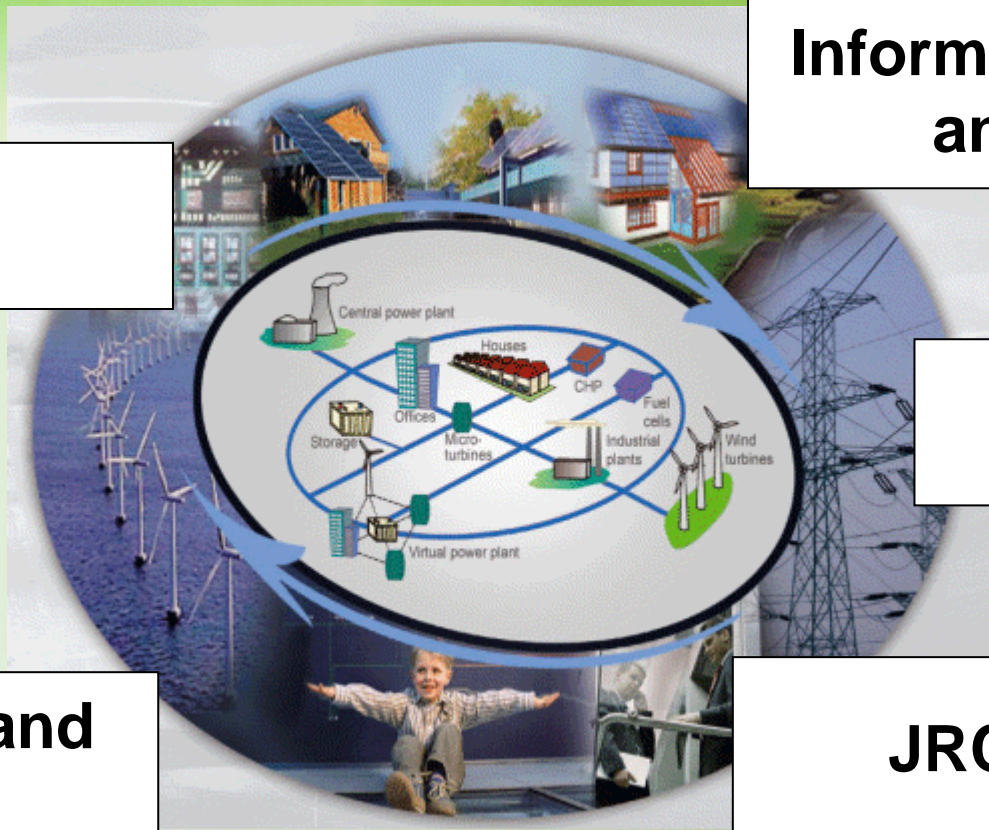 Inform
an
Central power plant
Houses
CHP
Offices
Fuel
cells
Storage
Micro-
turbines
Industrial
plants
Wind
turbines
Virtual power plant
and
JRC